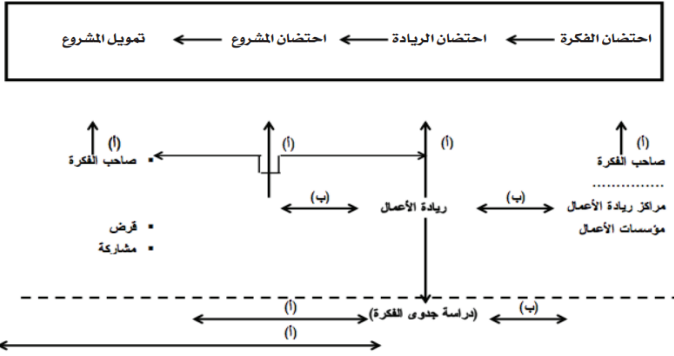 احتضان الفكرة احتضان الريادة احتضان المشروع تمويل المشروع
(أ) (أ) (أ) (أ)
صاحب الفكرة صاحب الفكرة
...............
مراكز ريادة الأعمال (ب) ريادة الأعمال (ب)
مؤسسات الأعمال قرض
مشاركة
(ب) (دراسة جدوى الفكرة) (أ)
(أ)